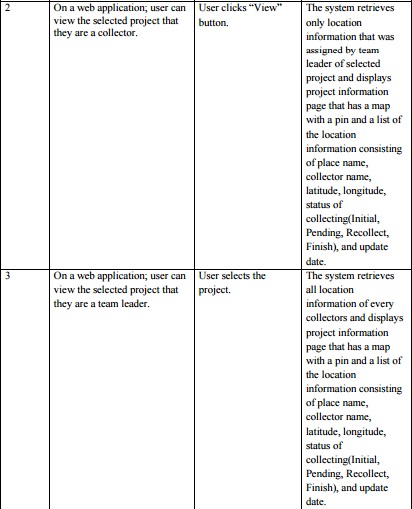 2
On a web application; user can
view the selected project that
they are a collector.
User clicks “View”
button.
The system retrieves
only location
information that was
assigned by team
leader of selected
project and displays
project information
page that has a map
with a pin and a list of
the location
information consisting
of place name,
collector name,
latitude, longitude,
status of
collecting(Initial,
Pending, Recollect,
Finish), and update
date.
3
On a web application; user can
view the selected project that
they are a team leader.
User selects the
project.
The system retrieves
all location
information of every
collectors and displays
project information
page that has a map
with a pin and a list of
the location
information consisting
of place name,
collector name,
latitude, longitude,
status of
collecting(Initial,
Pending, Recollect,
Finish), and update
date.